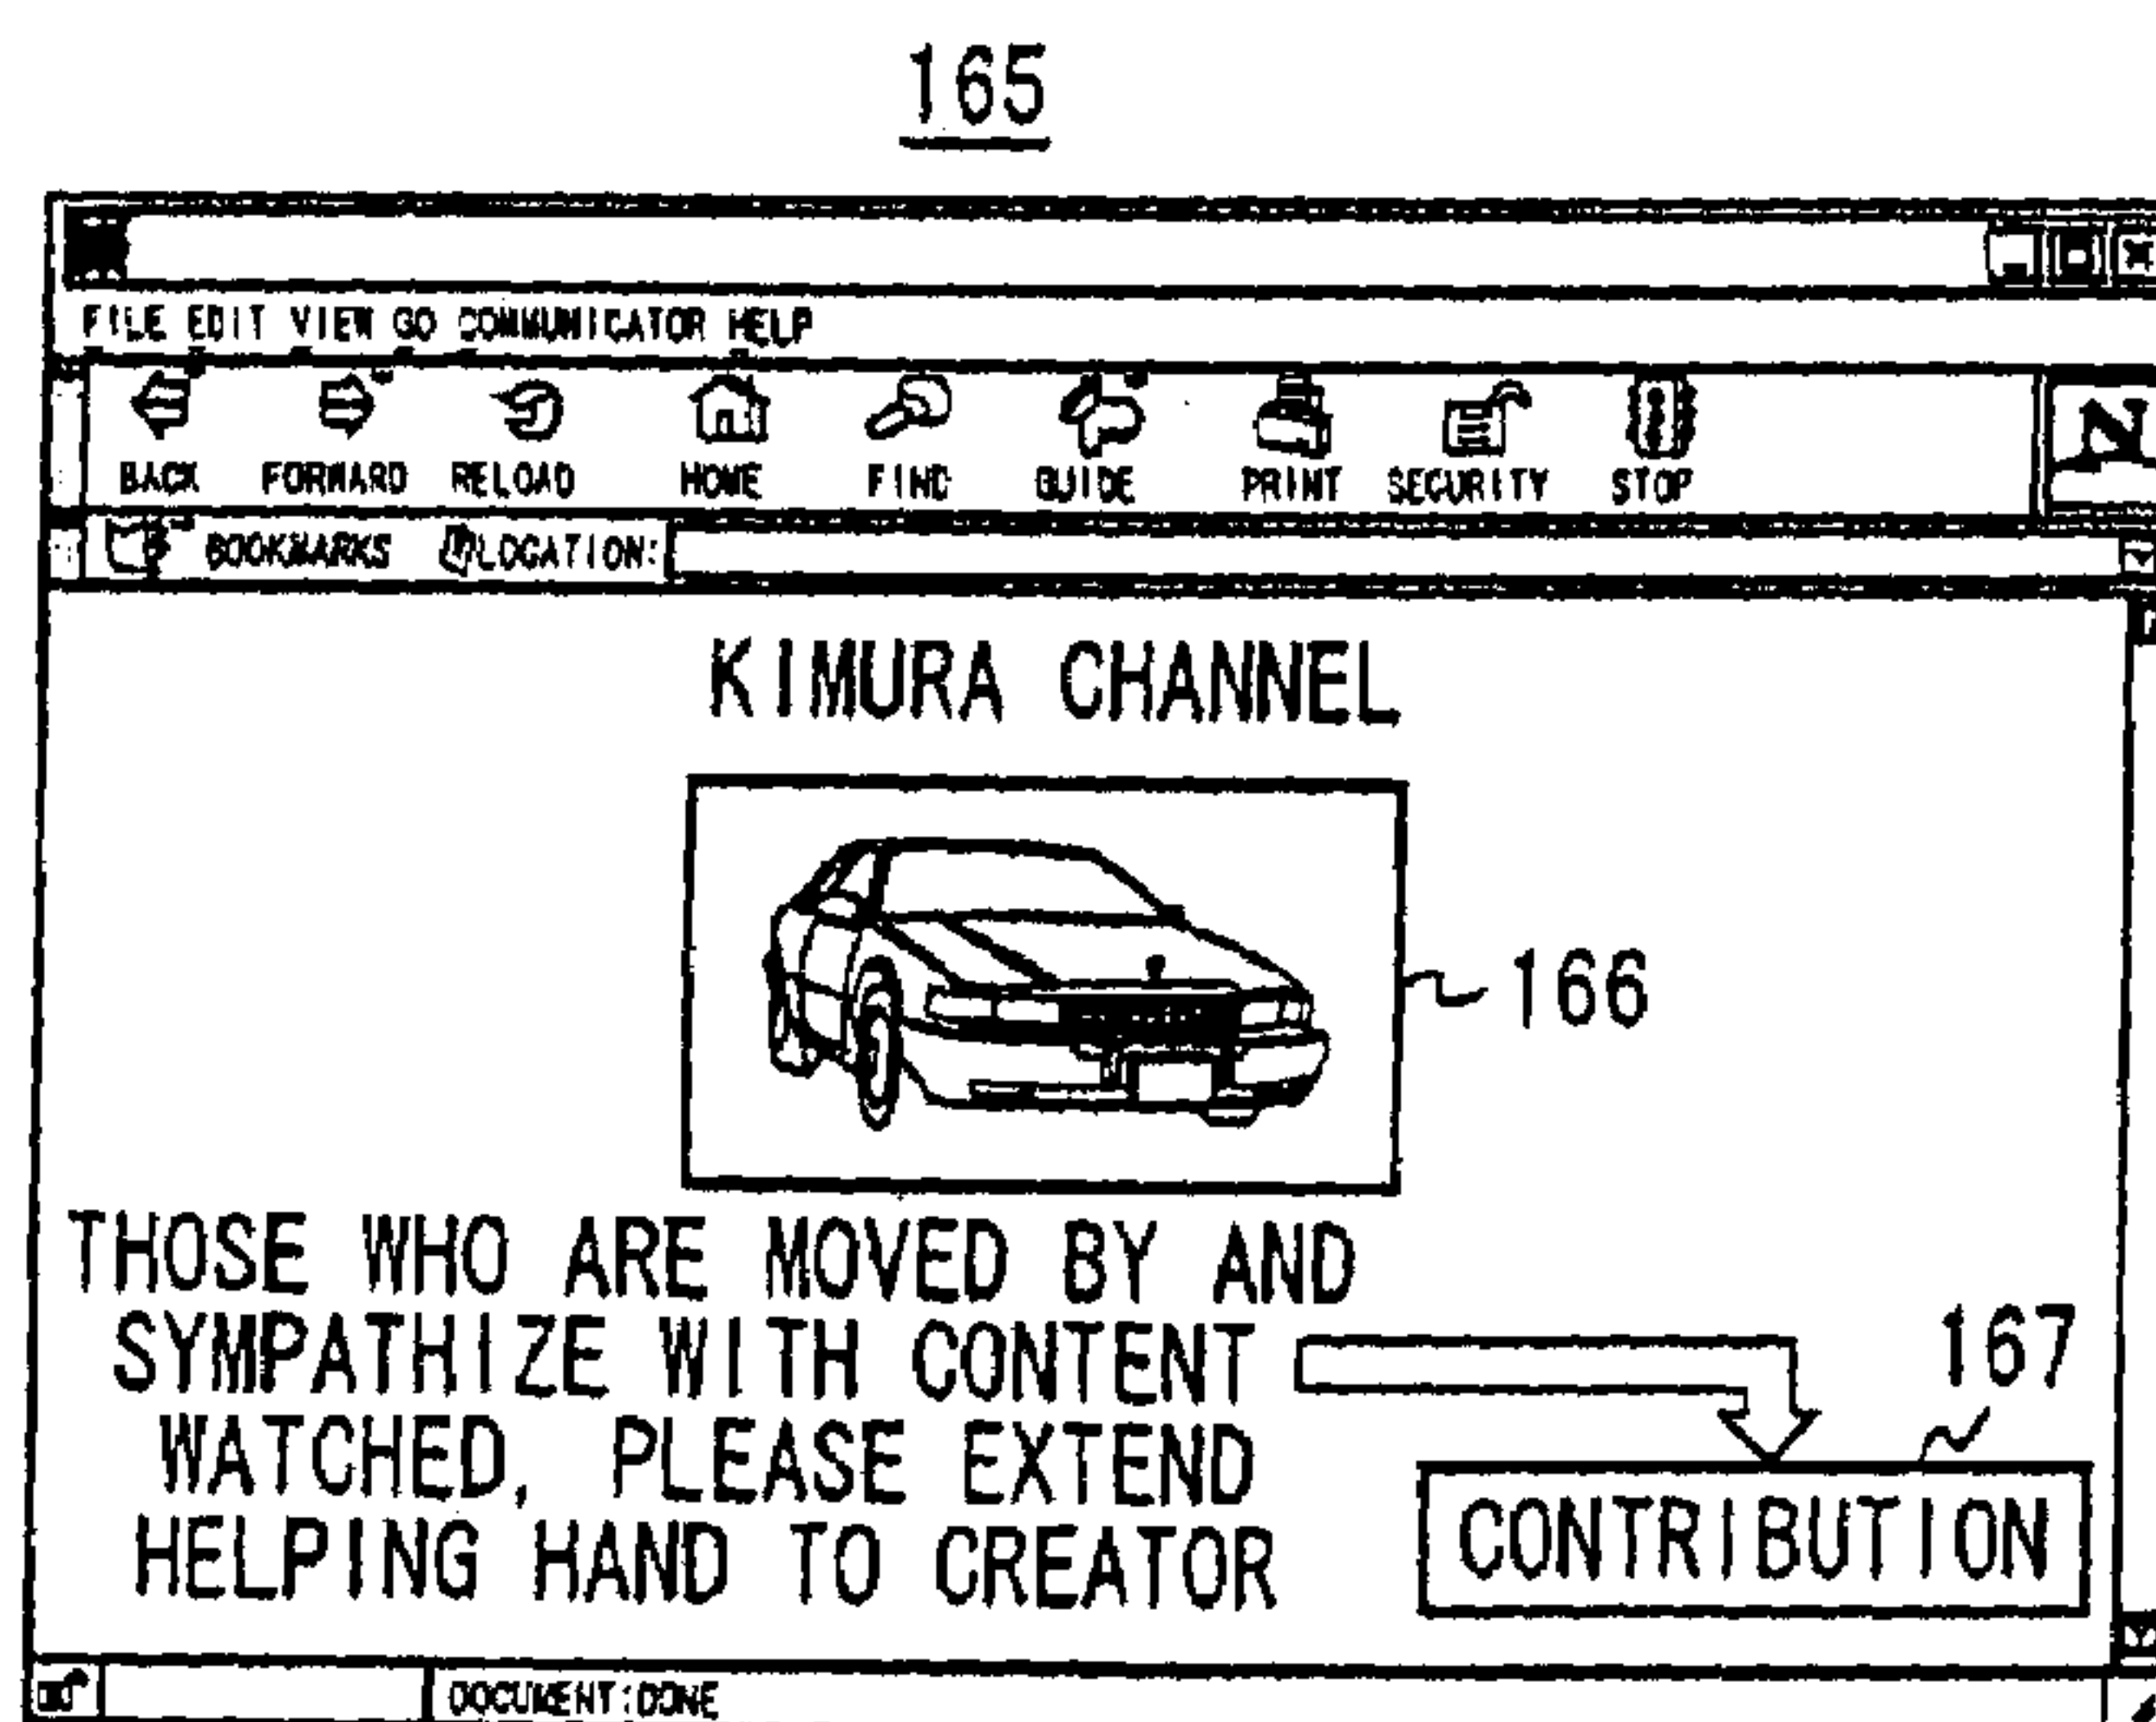 165
FILE EDIT VIEW GO COMMUNICATOR HELP
N
BACK FORWARD RELOAD HOME FIND GUIDE PRINT SECURITY STOP
BOOKMARKS LOCATION:
KIMURA CHANNEL
166
THOSE WHO ARE MOVED BY AND
SYMPATHIZE WITH CONTENT
WATCHED, PLEASE EXTEND
HELPING HAND TO CREATOR
167
CONTRIBUTION
DOCUMENT:DONE